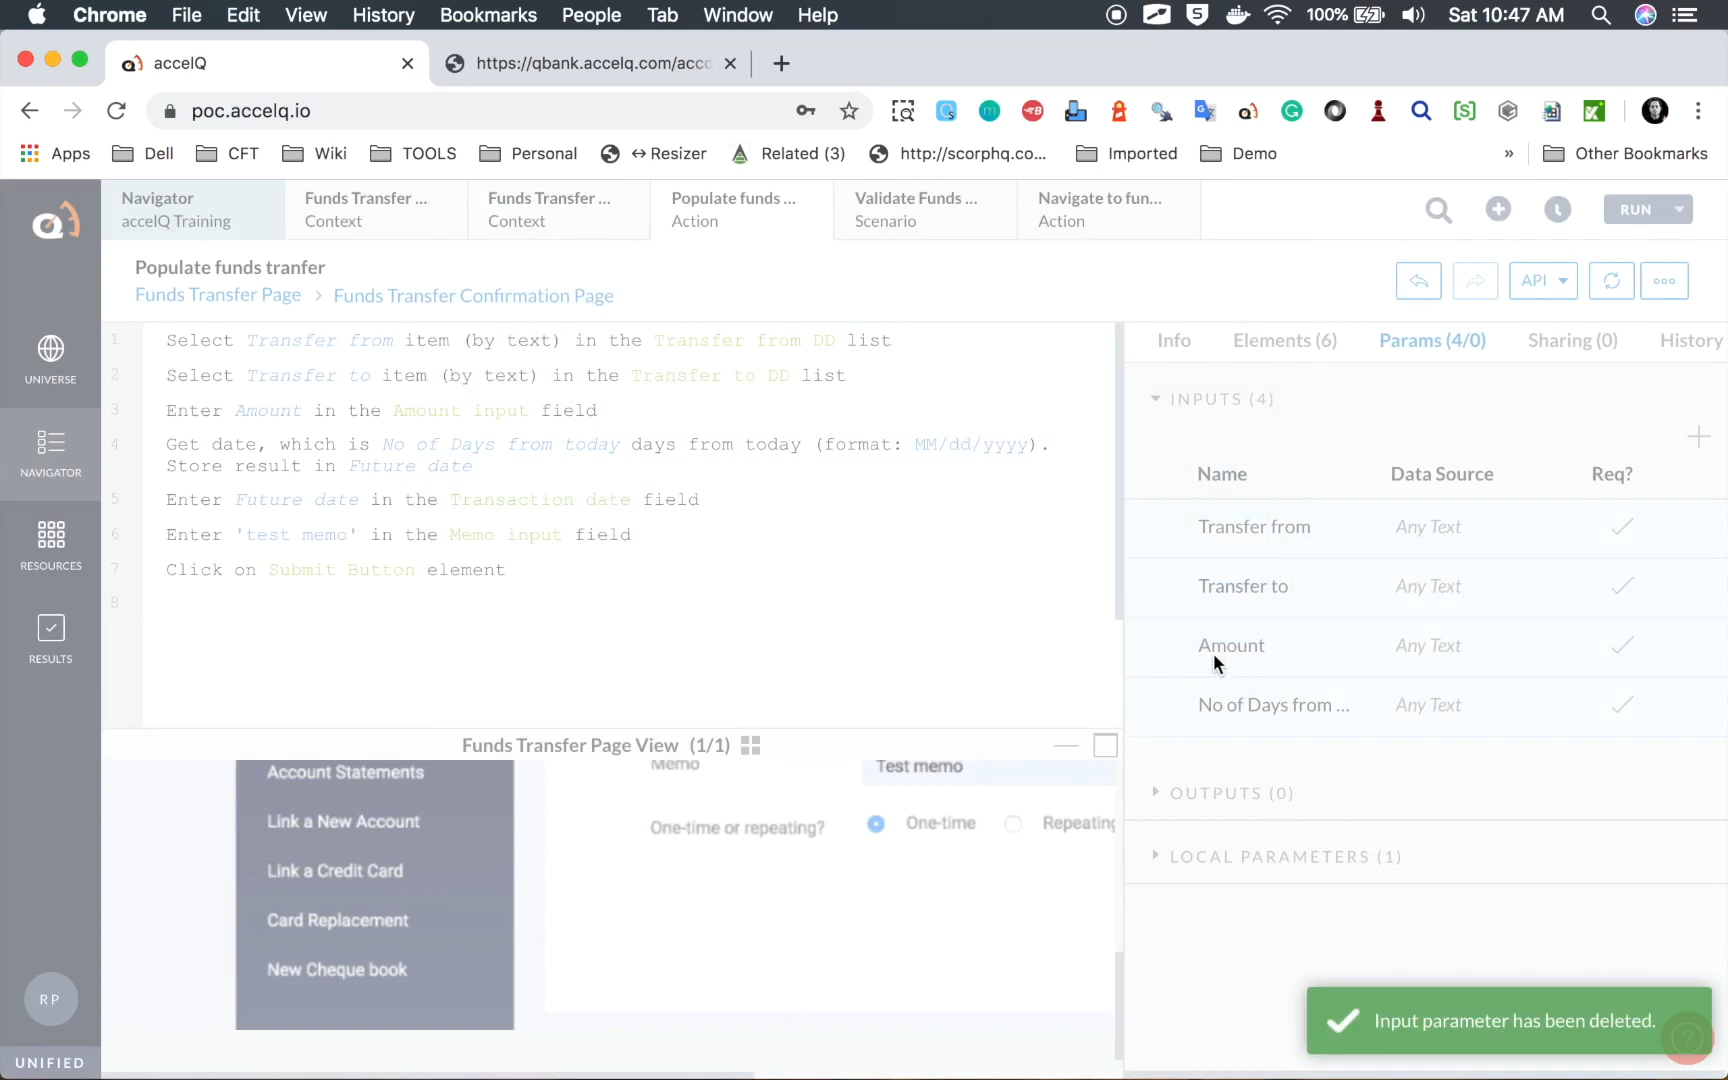 Chrome File Edit View History Bookmarks People Tab Window Help 100% Sat 10:47 AM
accelQ
https://qbank.accelq.com/acco
poc.accelq.io
Apps Dell CFT Wiki TOOLS Personal ↔Resizer Related (3) http://scorphq.co... Imported Demo » Other Bookmarks
Navigator
accelQ Training
Funds Transfer ...
Context
Funds Transfer ...
Context
Populate funds ...
Action
Validate Funds ...
Scenario
Navigate to fun...
Action
RUN
Populate funds tranfer
Funds Transfer Page > Funds Transfer Confirmation Page
API
UNIVERSE
NAVIGATOR
RESOURCES
RESULTS
RP
UNIFIED
1 Select Transfer from item (by text) in the Transfer from DD list
2 Select Transfer to item (by text) in the Transfer to DD list
3 Enter Amount in the Amount input field
4 Get date, which is No of Days from today days from today (format: MM/dd/yyyy).
Store result in Future date
5 Enter Future date in the Transaction date field
6 Enter 'test memo' in the Memo input field
7 Click on Submit Button element
8
Info Elements (6) Params (4/0) Sharing (0) History
INPUTS (4)
Name Data Source Req?
Transfer from Any Text
Transfer to Any Text
Amount Any Text
No of Days from ... Any Text
OUTPUTS (0)
LOCAL PARAMETERS (1)
Funds Transfer Page View (1/1)
Account Statements
Link a New Account
Link a Credit Card
Card Replacement
New Cheque book
Memo Test memo
One-time or repeating? One-time Repeating
Input parameter has been deleted.